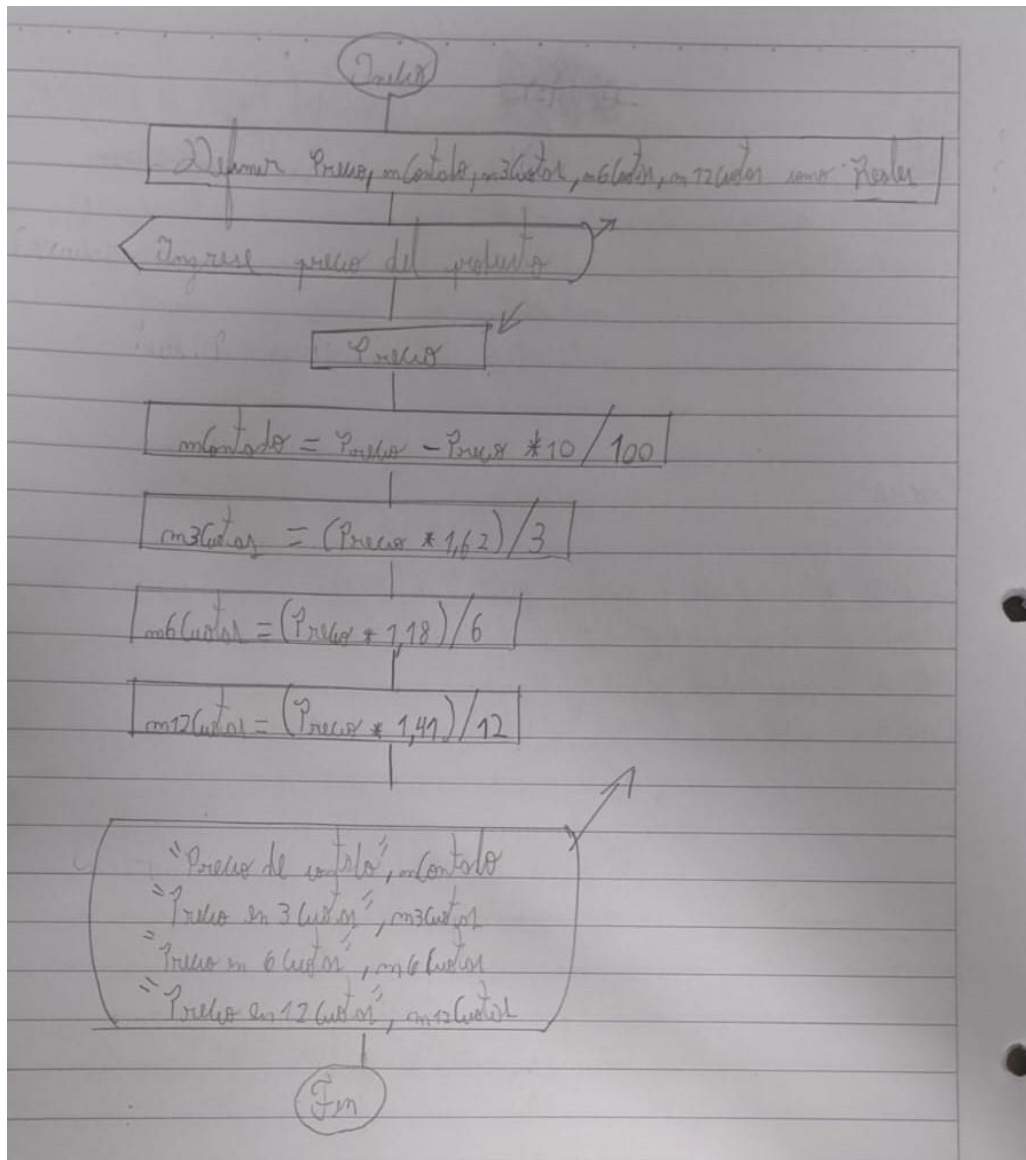 Inicio
Definir Precio, mContado, m3Cuotas, m6Cuotas, m12Cuotas como Reales
Ingrese precio del producto
Precio
mContado = Precio - Precio * 10 / 100
m3Cuotas = (Precio * 1,62) / 3
m6Cuotas = (Precio * 1,18) / 6
m12Cuotas = (Precio * 1,41) / 12
"Precio de contado", mContado
"Precio en 3 Cuotas", m3Cuotas
"Precio en 6 Cuotas", m6Cuotas
"Precio en 12 Cuotas", m12Cuotas
Fin